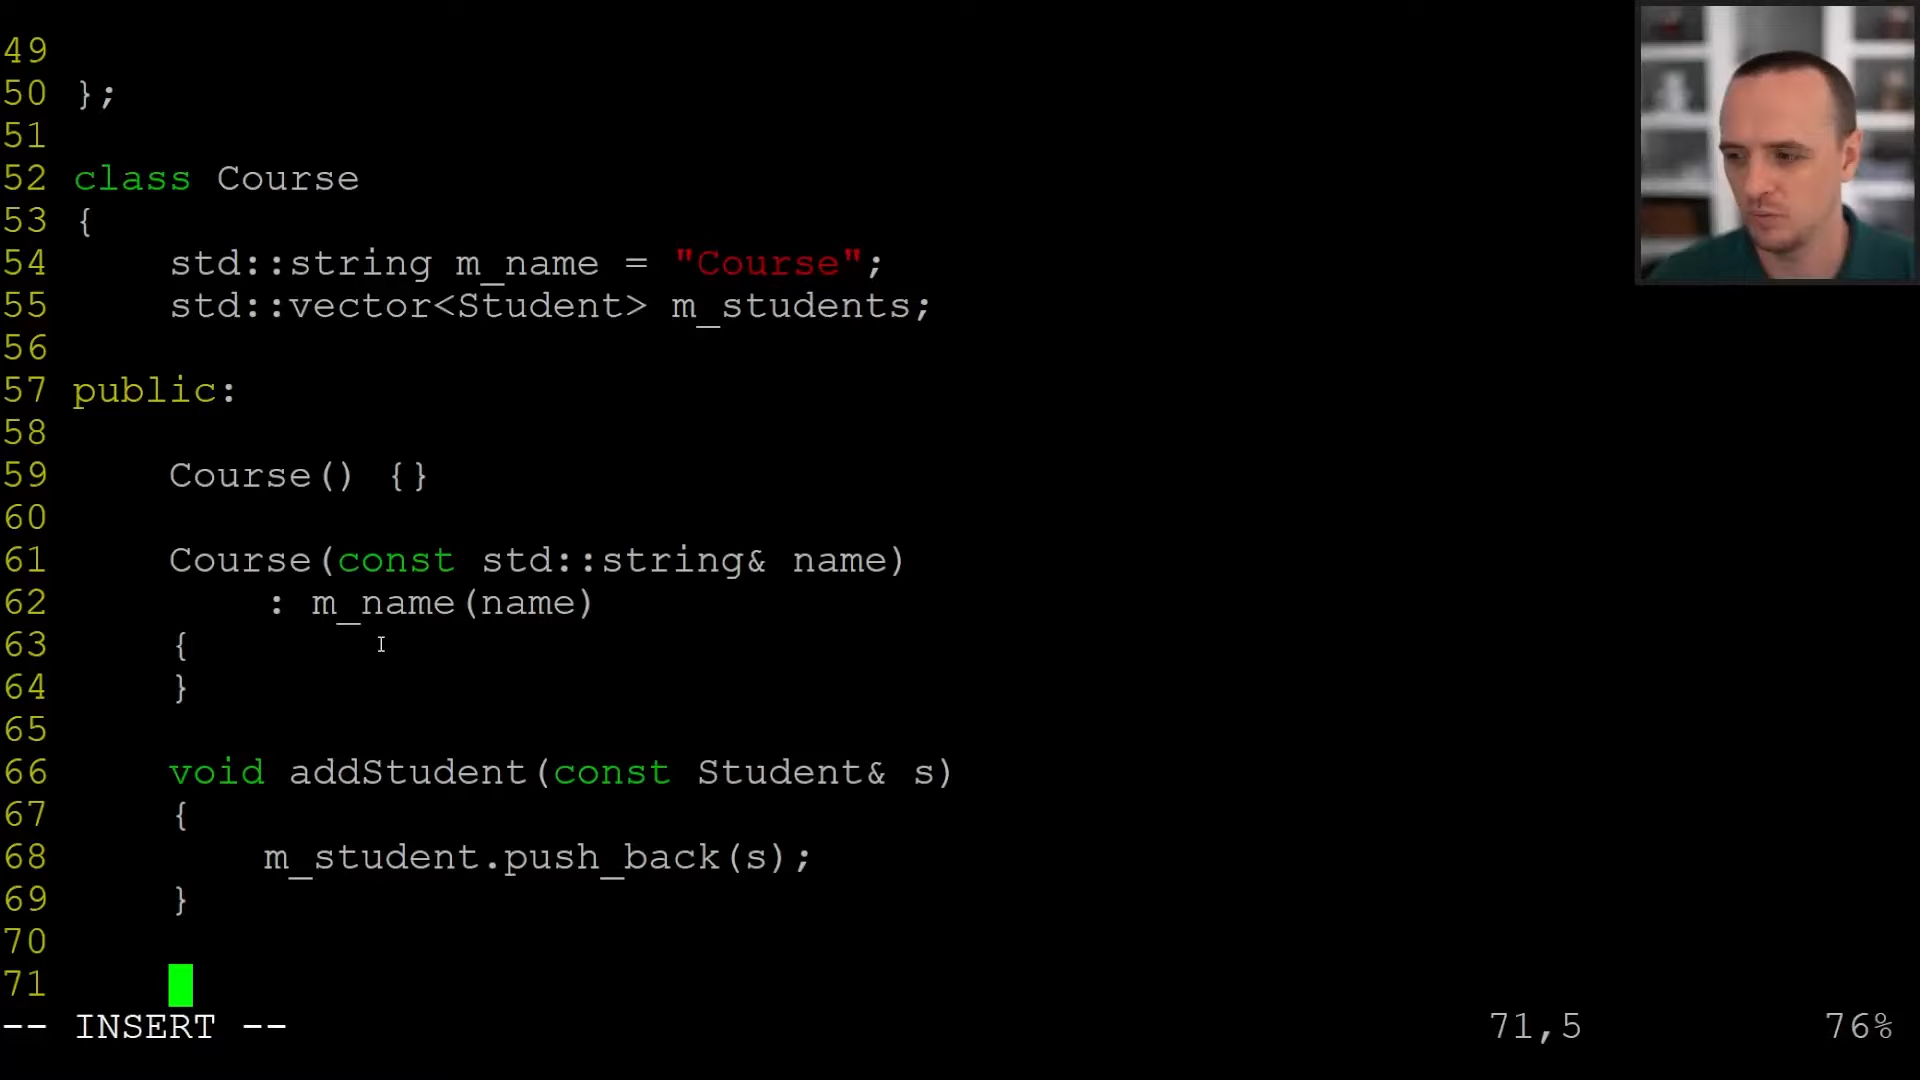 49
50 };
51
52 class Course
53 {
54     std::string m_name = "Course";
55     std::vector<Student> m_students;
56
57 public:
58
59     Course() {}
60
61     Course(const std::string& name)
62         : m_name(name)
63     {
64     }
65
66     void addStudent(const Student& s)
67     {
68         m_student.push_back(s);
69     }
70
71
-- INSERT -- 71,5 76%